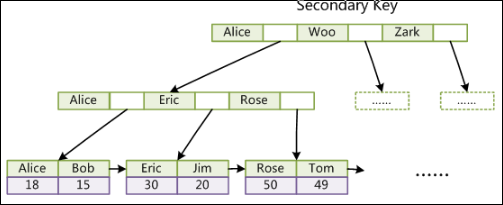 Secondary Key
Alice Woo Zark
Alice Eric Rose
...... ......
Alice Bob Eric Jim Rose Tom
18 15 30 20 50 49
......